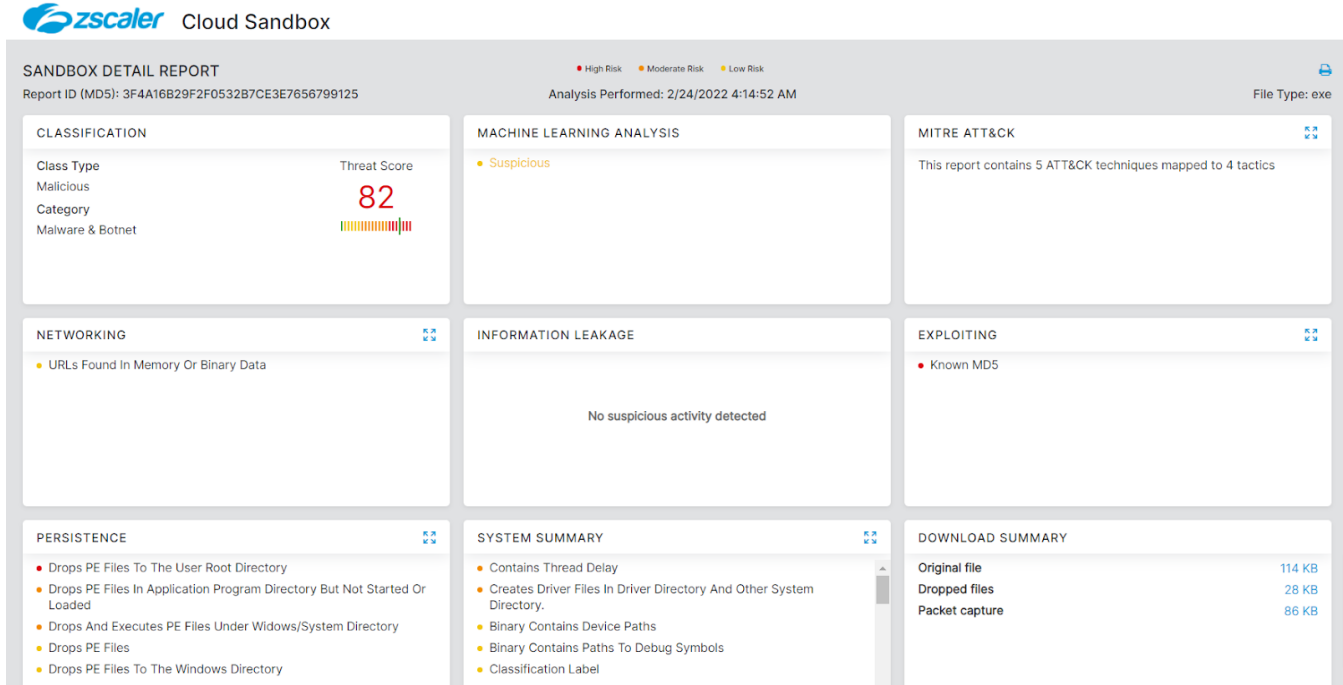 zscaler Cloud Sandbox
SANDBOX DETAIL REPORT
High Risk Moderate Risk Low Risk
Report ID (MD5): 3F4A16B29F2F0532B7CE3E7656799125
Analysis Performed: 2/24/2022 4:14:52 AM
File Type: exe
CLASSIFICATION
Class Type
Malicious
Category
Malware & Botnet
Threat Score
82
MACHINE LEARNING ANALYSIS
Suspicious
MITRE ATT&CK
This report contains 5 ATT&CK techniques mapped to 4 tactics
NETWORKING
URLs Found In Memory Or Binary Data
INFORMATION LEAKAGE
No suspicious activity detected
EXPLOITING
Known MD5
PERSISTENCE
Drops PE Files To The User Root Directory
Drops PE Files In Application Program Directory But Not Started Or
Loaded
Drops And Executes PE Files Under Widows/System Directory
Drops PE Files
Drops PE Files To The Windows Directory
SYSTEM SUMMARY
Contains Thread Delay
Creates Driver Files In Driver Directory And Other System
Directory.
Binary Contains Device Paths
Binary Contains Paths To Debug Symbols
Classification Label
DOWNLOAD SUMMARY
Original file 114 KB
Dropped files 28 KB
Packet capture 86 KB